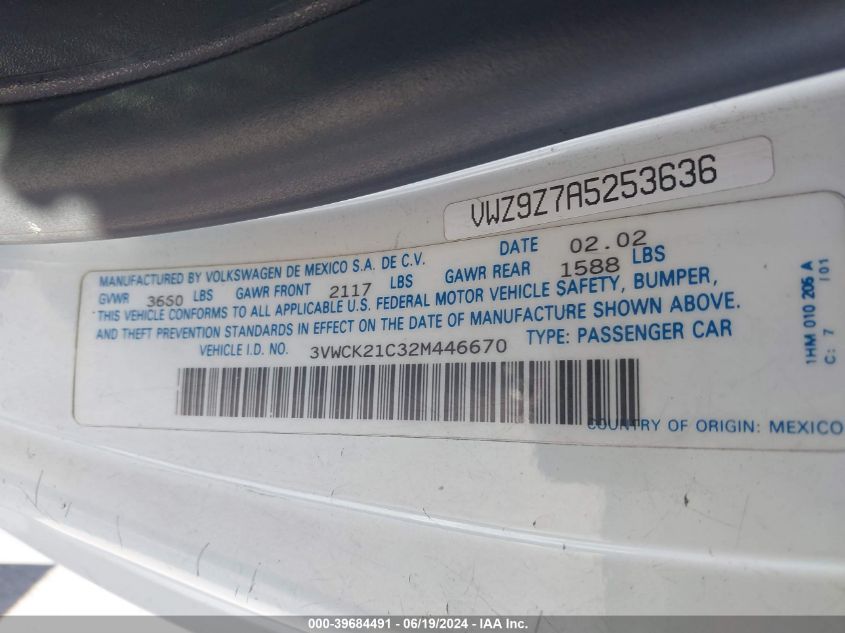 VWZ9Z7A5253636
DATE 02.02
MANUFACTURED BY VOLKSWAGEN DE MEXICO S.A. DE C.V.
GVWR 3660 LBS GAWR FRONT 2117 LBS GAWR REAR 1588 LBS
THIS VEHICLE CONFORMS TO ALL APPLICABLE U.S. FEDERAL MOTOR VEHICLE SAFETY, BUMPER,
AND THEFT PREVENTION STANDARDS IN EFFECT ON THE DATE OF MANUFACTURE SHOWN ABOVE.
VEHICLE I.D. NO. 3VWCK21C32M446670 TYPE: PASSENGER CAR
COUNTRY OF ORIGIN: MEXICO
1HM 010 205 A
C: 7 I 01
000-39684491 - 06/19/2024 - IAA Inc.